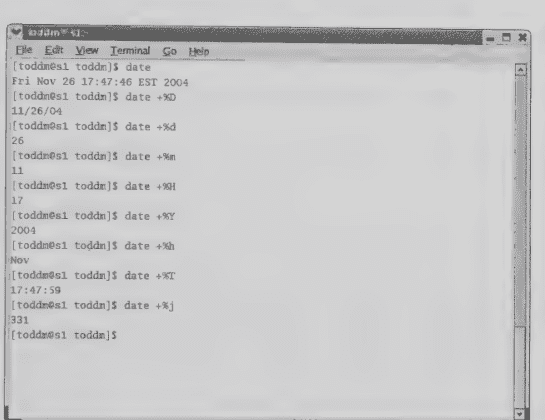 toddm@s1:~
File Edit View Terminal Go Help
[toddm@s1 toddm]$ date
Fri Nov 26 17:47:46 EST 2004
[toddm@s1 toddm]$ date +%D
11/26/04
[toddm@s1 toddm]$ date +%d
26
[toddm@s1 toddm]$ date +%m
11
[toddm@s1 toddm]$ date +%H
17
[toddm@s1 toddm]$ date +%Y
2004
[toddm@s1 toddm]$ date +%h
Nov
[toddm@s1 toddm]$ date +%T
17:47:59
[toddm@s1 toddm]$ date +%j
331
[toddm@s1 toddm]$